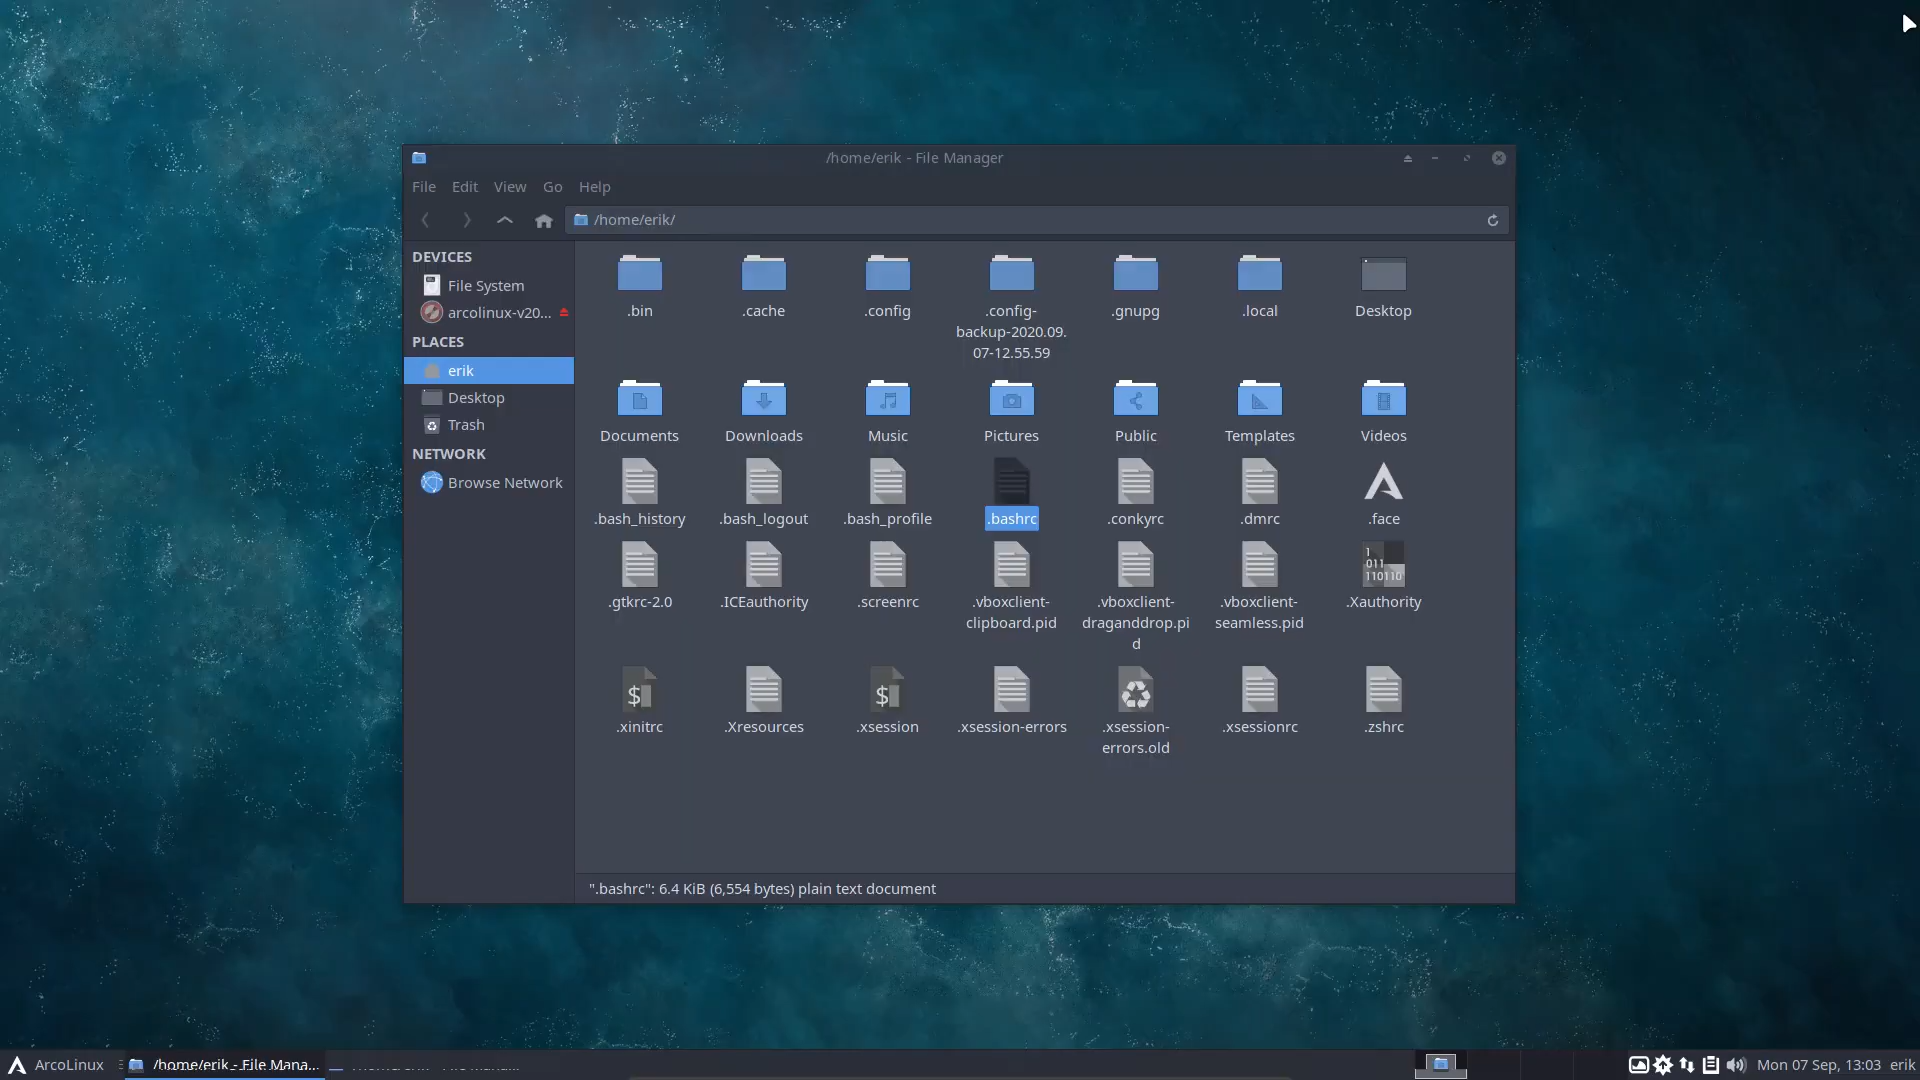 /home/erik - File Manager
File Edit View Go Help
/home/erik/
DEVICES
File System
arcolinux-v20...
PLACES
erik
Desktop
Trash
NETWORK
Browse Network
.bin .cache .config .config- .gnupg .local Desktop
backup-2020.09.
07-12.55.59
Documents Downloads Music Pictures Public Templates Videos
.bash_history .bash_logout .bash_profile .bashrc .conkyrc .dmrc .face
1
011
110110
.gtkrc-2.0 .ICEauthority .screenrc .vboxclient- .vboxclient- .vboxclient- .Xauthority
clipboard.pid draganddrop.pi seamless.pid
d
.xinitrc .Xresources .xsession .xsession-errors .xsession- .xsessionrc .zshrc
errors.old
".bashrc": 6.4 KiB (6,554 bytes) plain text document
ArcoLinux /home/erik - File Mana... Mon 07 Sep, 13:03 erik